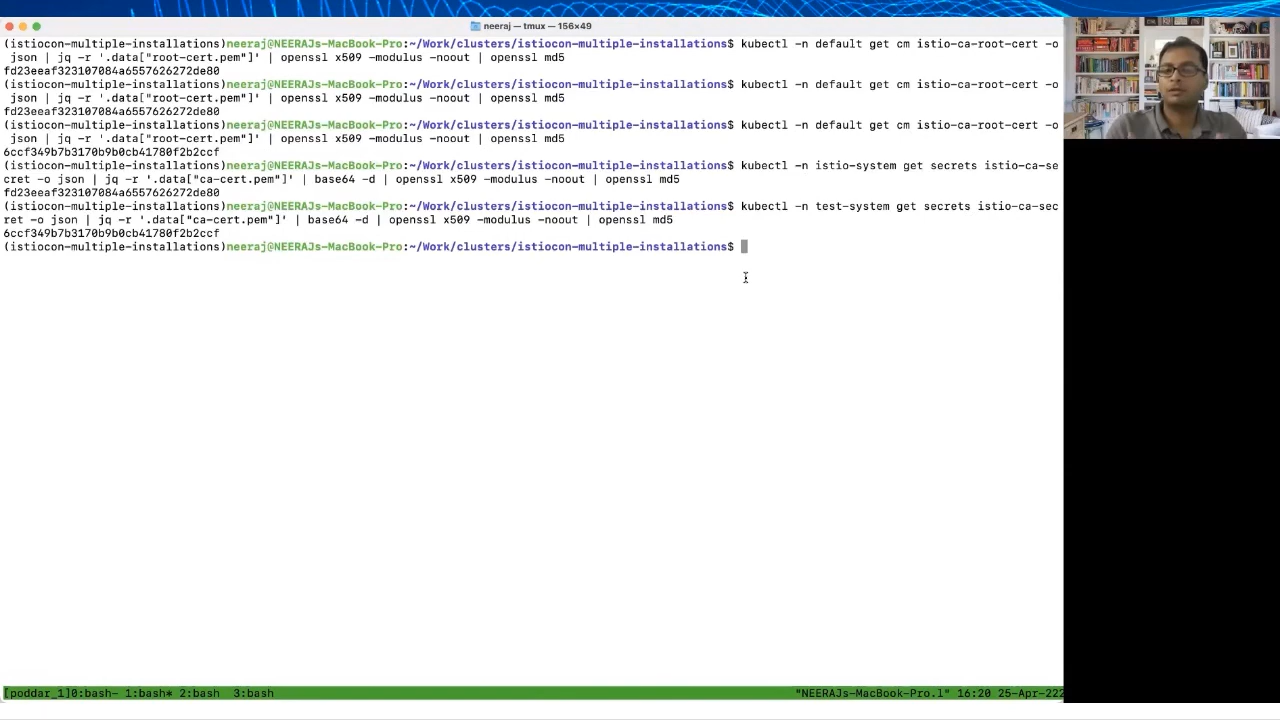 neeraj — tmux — 156×49
(istiocon-multiple-installations)neeraj@NEERAJs-MacBook-Pro:~/Work/clusters/istiocon-multiple-installations$ kubectl -n default get cm istio-ca-root-cert -o
json | jq -r '.data["root-cert.pem"]' | openssl x509 -modulus -noout | openssl md5
fd23eeaf323107084a6557626272de80
(istiocon-multiple-installations)neeraj@NEERAJs-MacBook-Pro:~/Work/clusters/istiocon-multiple-installations$ kubectl -n default get cm istio-ca-root-cert -o
json | jq -r '.data["root-cert.pem"]' | openssl x509 -modulus -noout | openssl md5
fd23eeaf323107084a6557626272de80
(istiocon-multiple-installations)neeraj@NEERAJs-MacBook-Pro:~/Work/clusters/istiocon-multiple-installations$ kubectl -n default get cm istio-ca-root-cert -o
json | jq -r '.data["root-cert.pem"]' | openssl x509 -modulus -noout | openssl md5
6ccf349b7b3170b9b0cb41780f2b2ccf
(istiocon-multiple-installations)neeraj@NEERAJs-MacBook-Pro:~/Work/clusters/istiocon-multiple-installations$ kubectl -n istio-system get secrets istio-ca-se
cret -o json | jq -r '.data["ca-cert.pem"]' | base64 -d | openssl x509 -modulus -noout | openssl md5
fd23eeaf323107084a6557626272de80
(istiocon-multiple-installations)neeraj@NEERAJs-MacBook-Pro:~/Work/clusters/istiocon-multiple-installations$ kubectl -n test-system get secrets istio-ca-sec
ret -o json | jq -r '.data["ca-cert.pem"]' | base64 -d | openssl x509 -modulus -noout | openssl md5
6ccf349b7b3170b9b0cb41780f2b2ccf
(istiocon-multiple-installations)neeraj@NEERAJs-MacBook-Pro:~/Work/clusters/istiocon-multiple-installations$
[poddar_1]0:bash- 1:bash* 2:bash 3:bash "NEERAJs-MacBook-Pro.l" 16:20 25-Apr-222